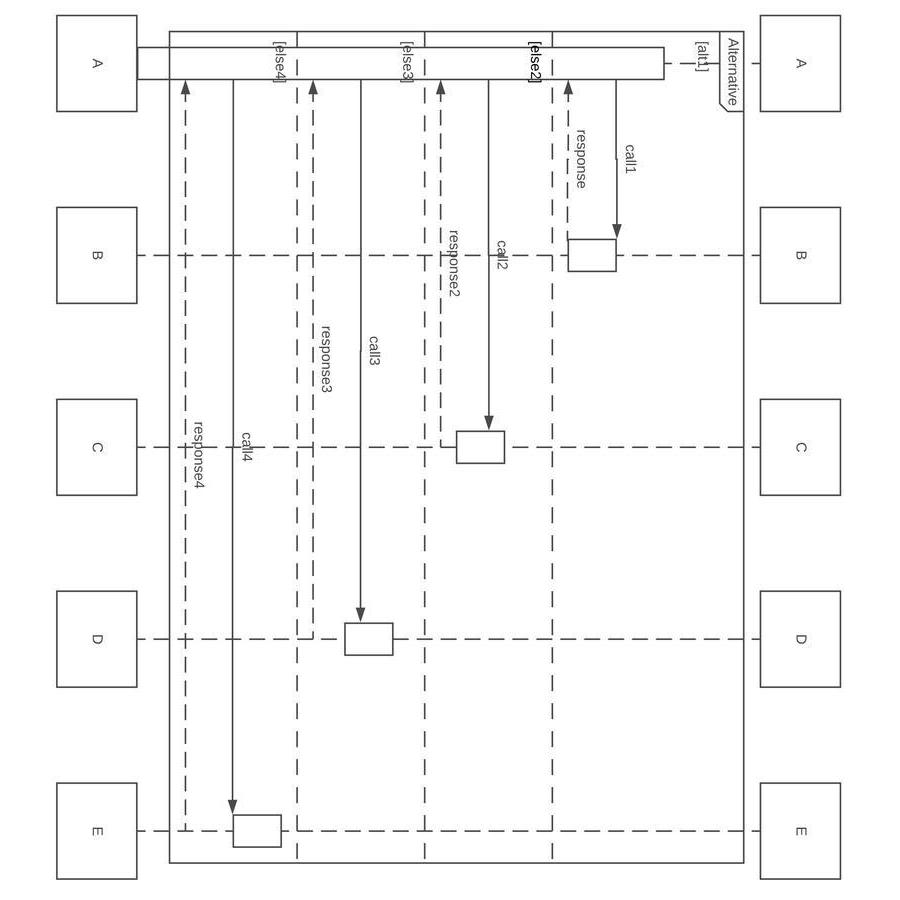 A
B
C
D
E
Alternative
[alt1]
call1
response
[else2]
call2
response2
[else3]
call3
response3
[else4]
call4
response4
A
B
C
D
E